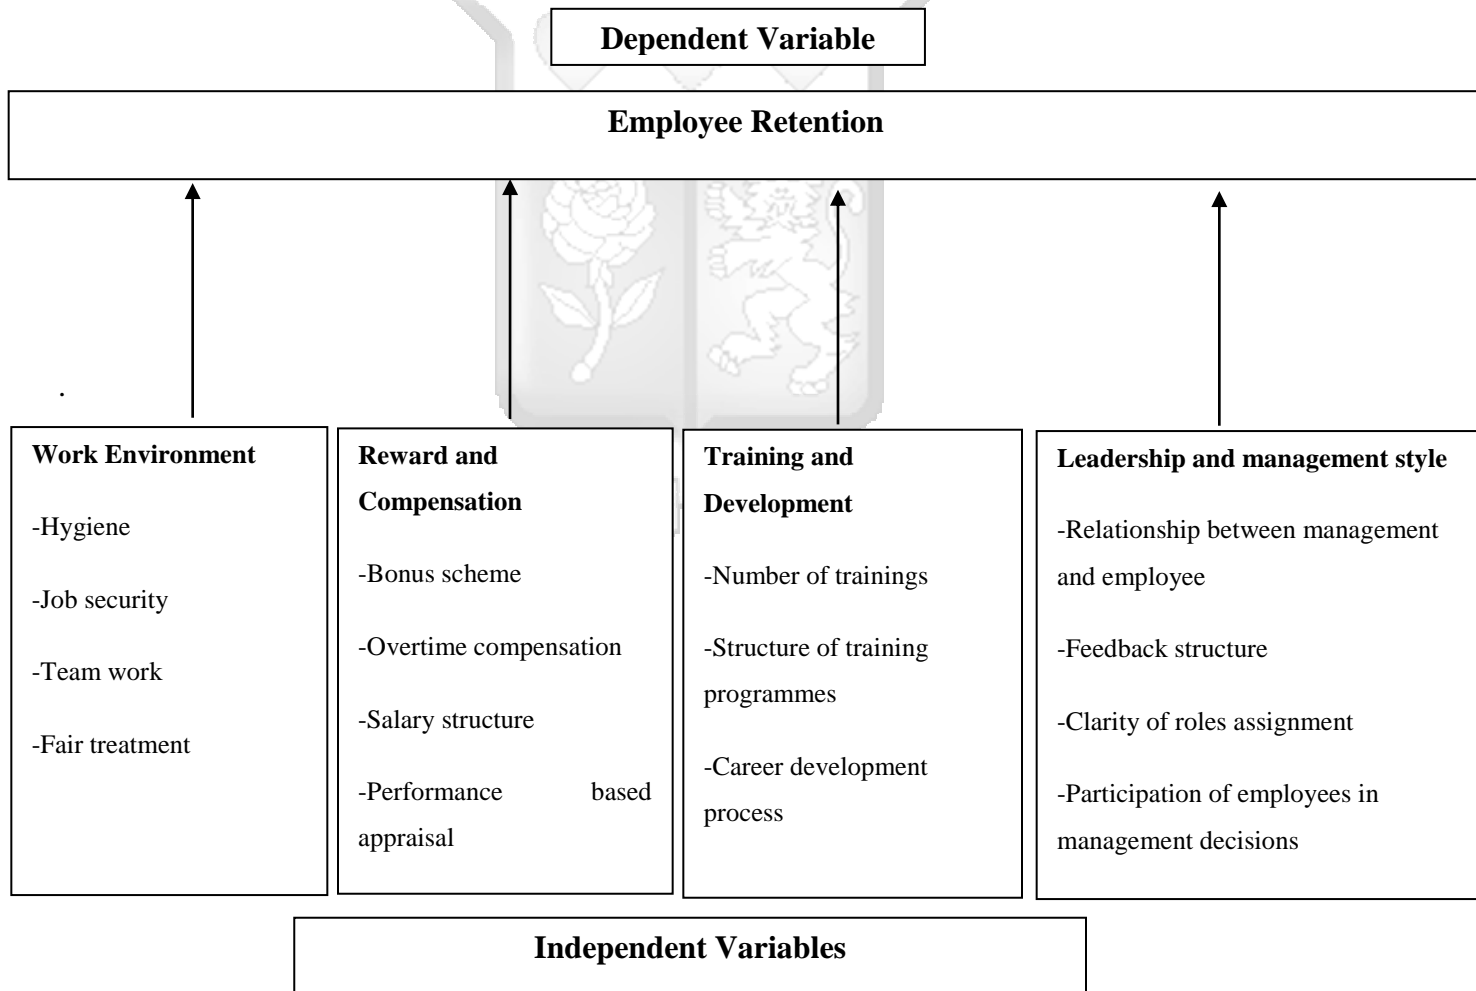 Dependent Variable
Employee Retention
.
Work Environment
-Hygiene
-Job security
-Team work
-Fair treatment
Reward and
Compensation
-Bonus scheme
-Overtime compensation
-Salary structure
-Performance based
appraisal
Training and
Development
-Number of trainings
-Structure of training
programmes
-Career development
process
Leadership and management style
-Relationship between management
and employee
-Feedback structure
-Clarity of roles assignment
-Participation of employees in
management decisions
Independent Variables